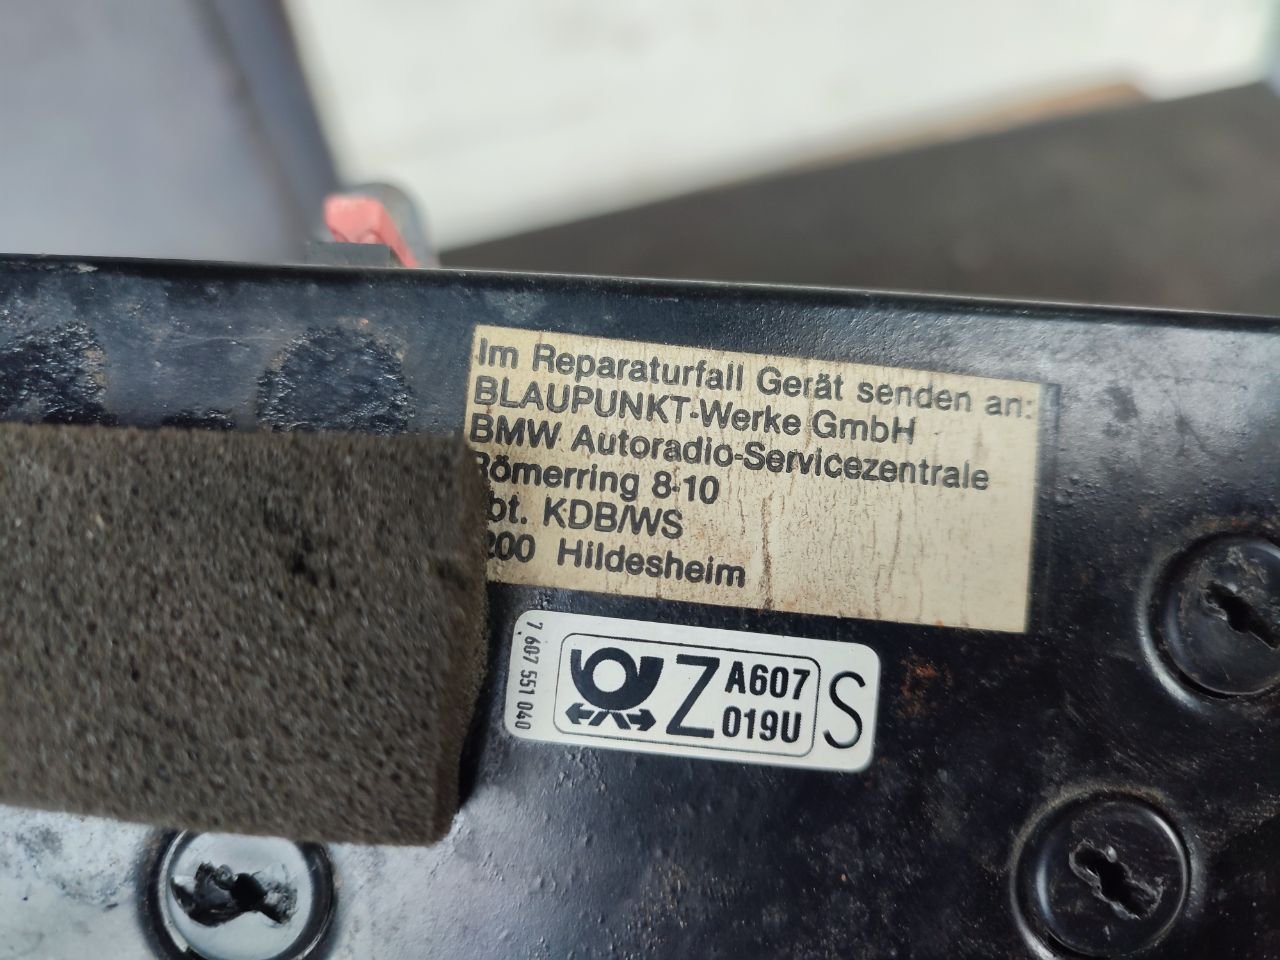 Im Reparaturfall Gerät senden an:
BLAUPUNKT-Werke GmbH
BMW Autoradio-Servicezentrale
Römerring 8-10
bt. KDB/WS
200 Hildesheim
7 607 551 040
Z A607 S
019U